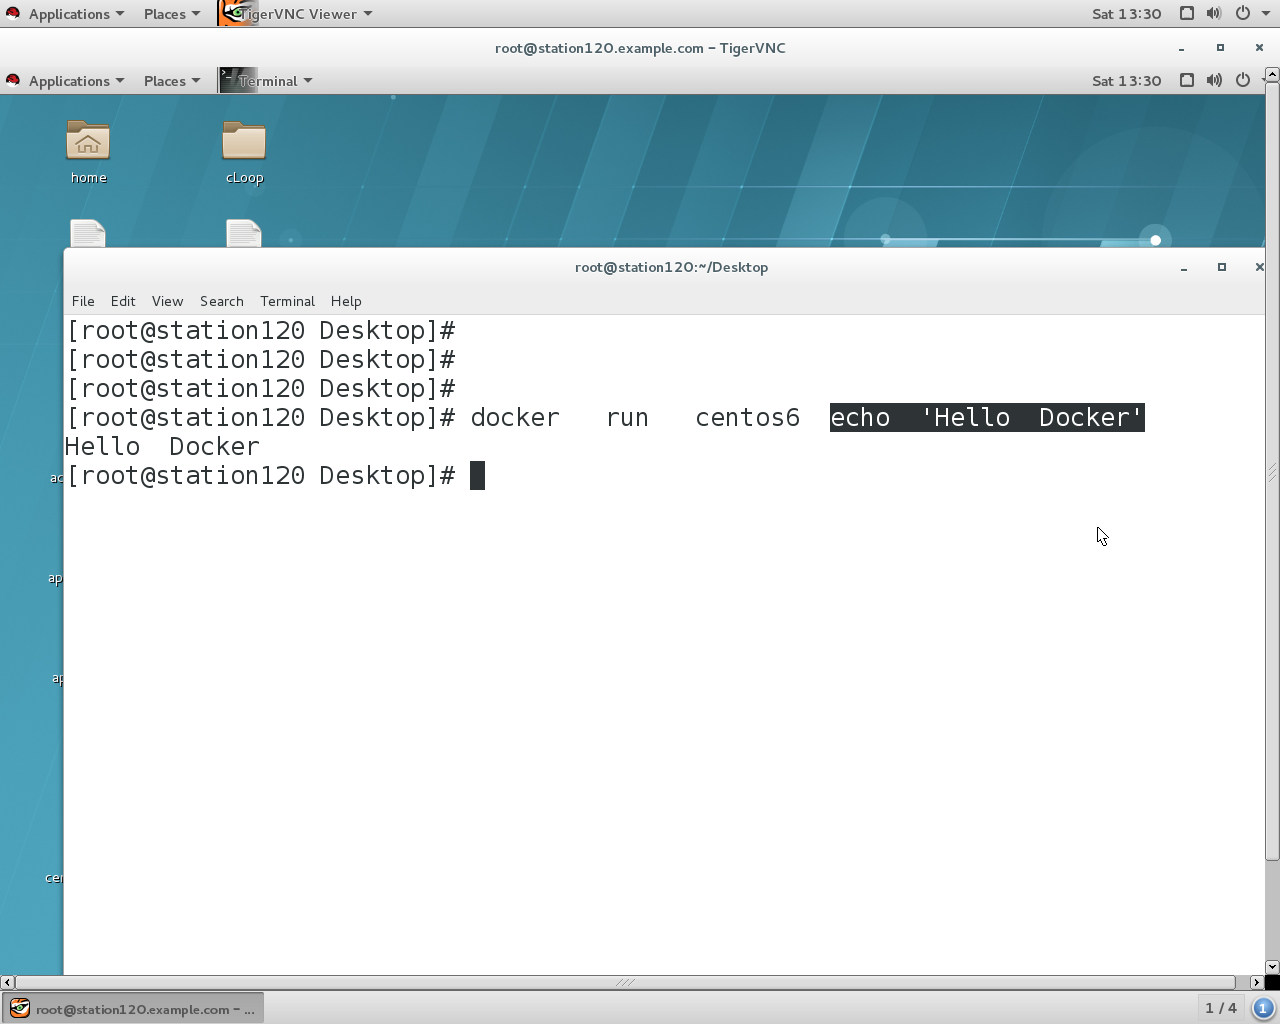 Applications Places TigerVNC Viewer Sat 13:30
root@station120.example.com – TigerVNC
Applications Places Terminal Sat 13:30
home cLoop
root@station120:~/Desktop
File Edit View Search Terminal Help
[root@station120 Desktop]#
[root@station120 Desktop]#
[root@station120 Desktop]#
[root@station120 Desktop]# docker   run   centos6  echo  'Hello  Docker'
Hello  Docker
[root@station120 Desktop]#
ac
ap
ap
cer
root@station120.example.com – ... 1 / 4 1